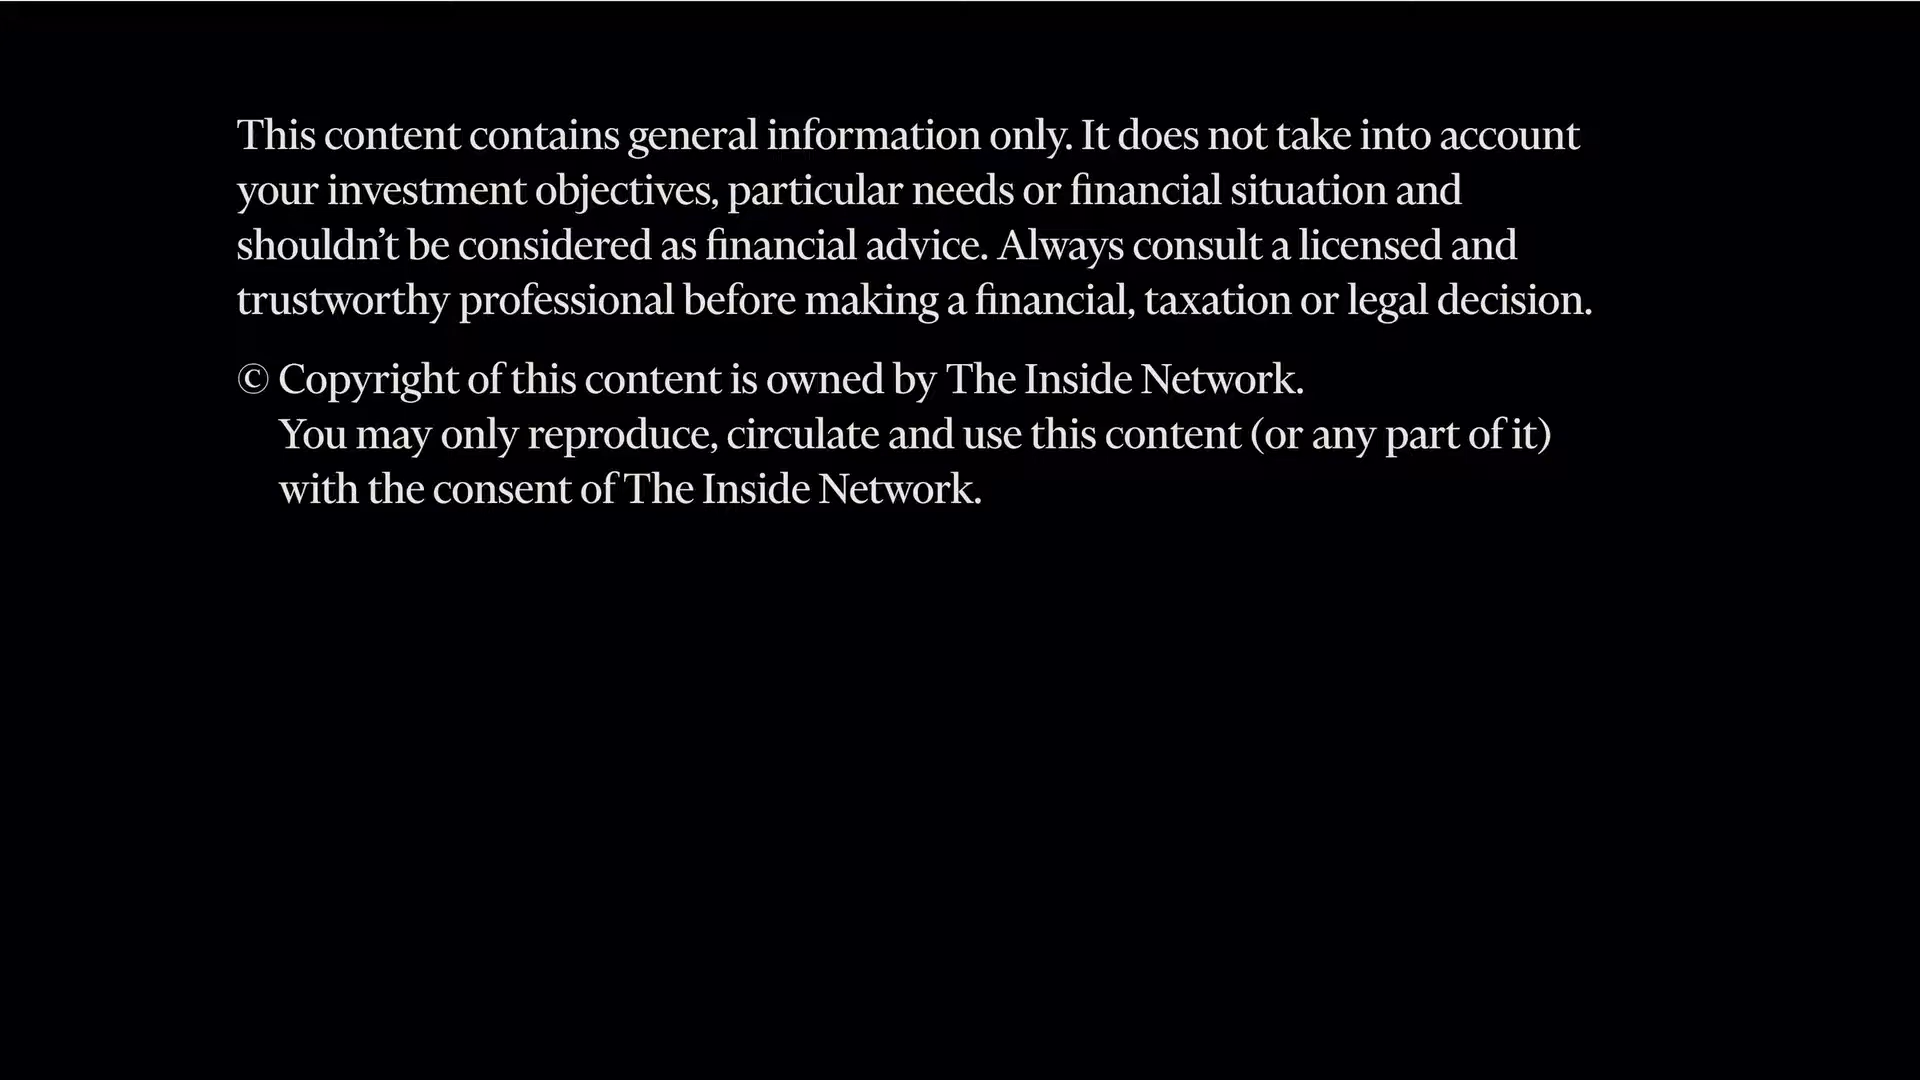 This content contains general information only. It does not take into account
your investment objectives, particular needs or financial situation and
shouldn’t be considered as financial advice. Always consult a licensed and
trustworthy professional before making a financial, taxation or legal decision.
© Copyright of this content is owned by The Inside Network.
You may only reproduce, circulate and use this content (or any part of it)
with the consent of The Inside Network.